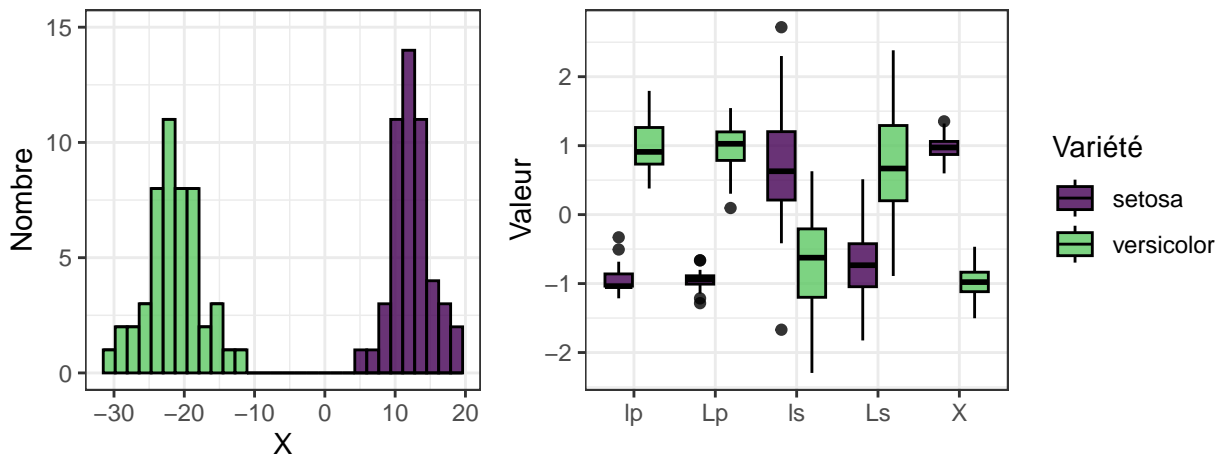 15
10
5
0
Nombre
−30
−20
−10
0
10
20
X
2
1
0
−1
−2
Valeur
lp
Lp
ls
Ls
X
Variété
setosa
versicolor